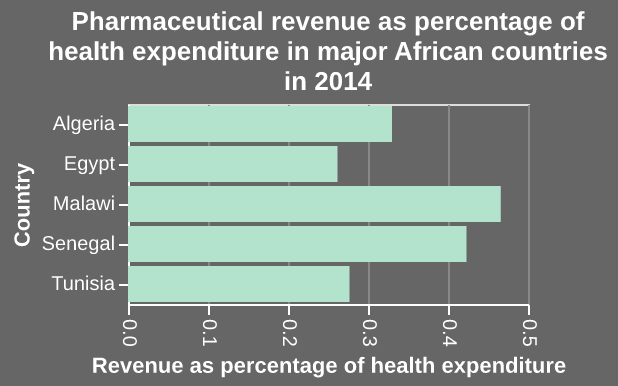 Pharmaceutical revenue as percentage of
health expenditure in major African countries
in 2014
Country
Algeria
Egypt
Malawi
Senegal
Tunisia
0.0 0.1 0.2 0.3 0.4 0.5
Revenue as percentage of health expenditure